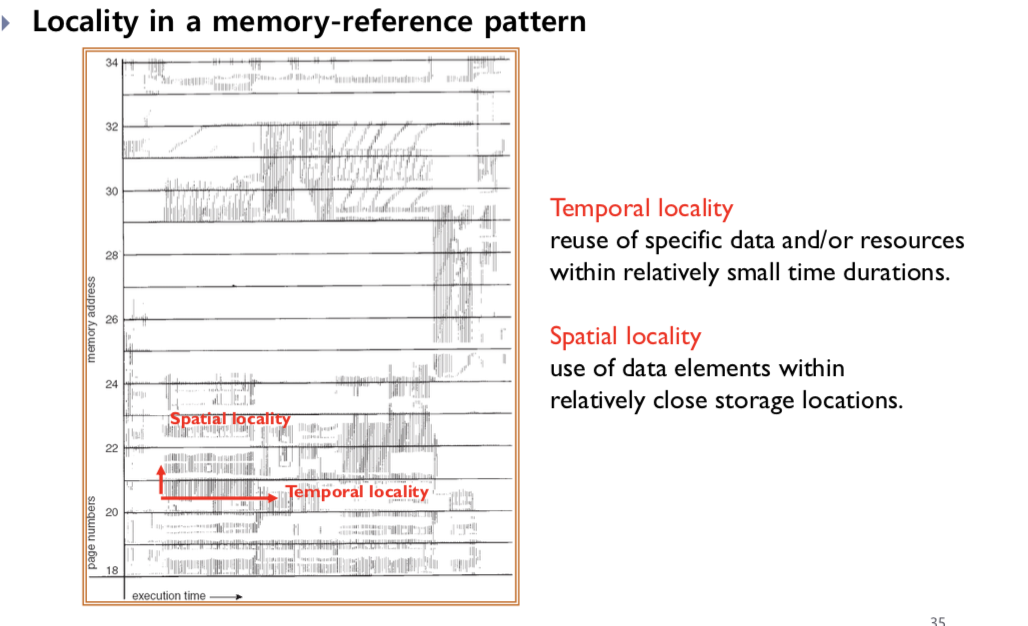 Locality in a memory-reference pattern
34
32
30
28
26
24
22
20
18
memory address
page numbers
execution time
Spatial locality
Temporal locality
Temporal locality
reuse of specific data and/or resources
within relatively small time durations.
Spatial locality
use of data elements within
relatively close storage locations.
35